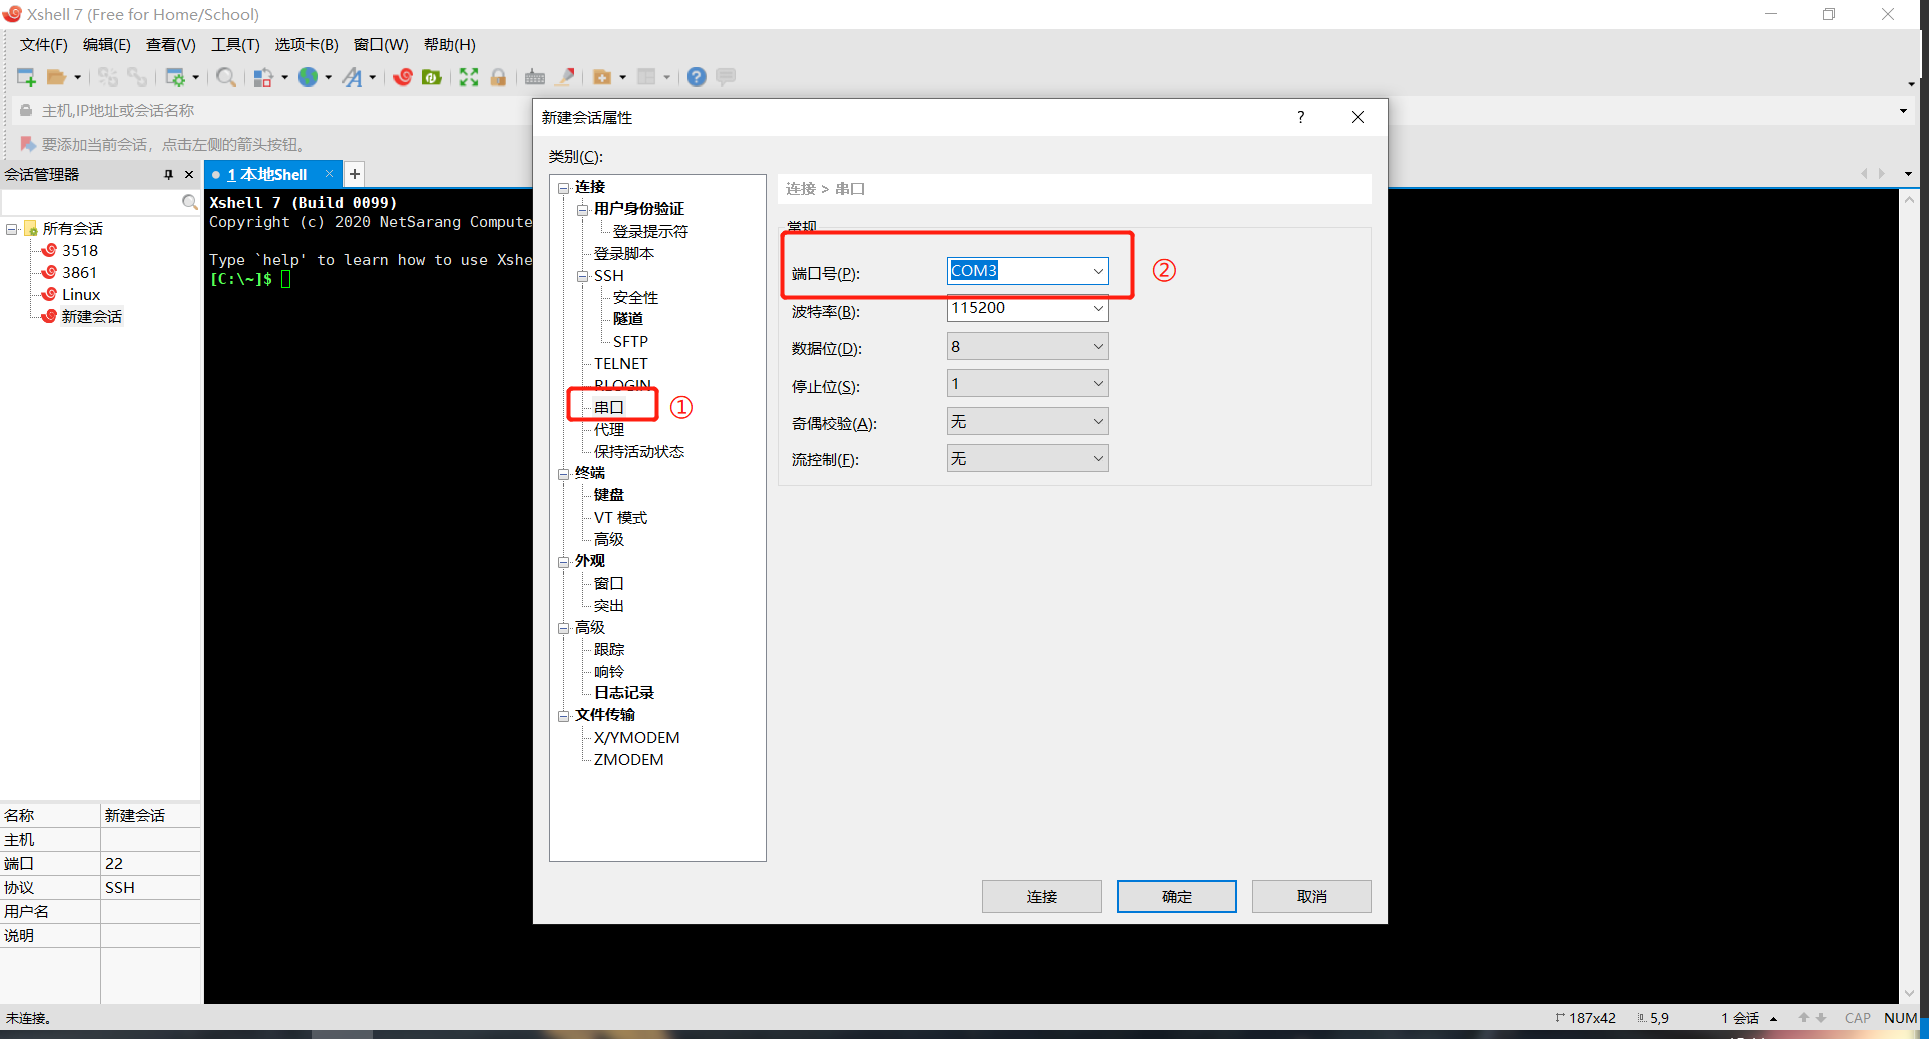 Xshell 7 (Free for Home/School)
文件(F) 编辑(E) 查看(V) 工具(T) 选项卡(B) 窗口(W) 帮助(H)
主机,IP地址或会话名称
要添加当前会话，点击左侧的箭头按钮。
会话管理器
1 本地Shell
所有会话
3518
3861
Linux
新建会话
名称 新建会话
主机
端口 22
协议 SSH
用户名
说明
Xshell 7 (Build 0099)
Copyright (c) 2020 NetSarang Compute
Type `help' to learn how to use Xshe
[C:\~]$
新建会话属性
类别(C):
连接
用户身份验证
登录提示符
登录脚本
SSH
安全性
隧道
SFTP
TELNET
RLOGIN
串口 ①
代理
保持活动状态
终端
键盘
VT 模式
高级
外观
窗口
突出
高级
跟踪
响铃
日志记录
文件传输
X/YMODEM
ZMODEM
连接 > 串口
常规
端口号(P): COM3 ②
波特率(B): 115200
数据位(D): 8
停止位(S): 1
奇偶校验(A): 无
流控制(F): 无
连接 确定 取消
未连接。 187x42 5,9 1 会话 CAP NUM